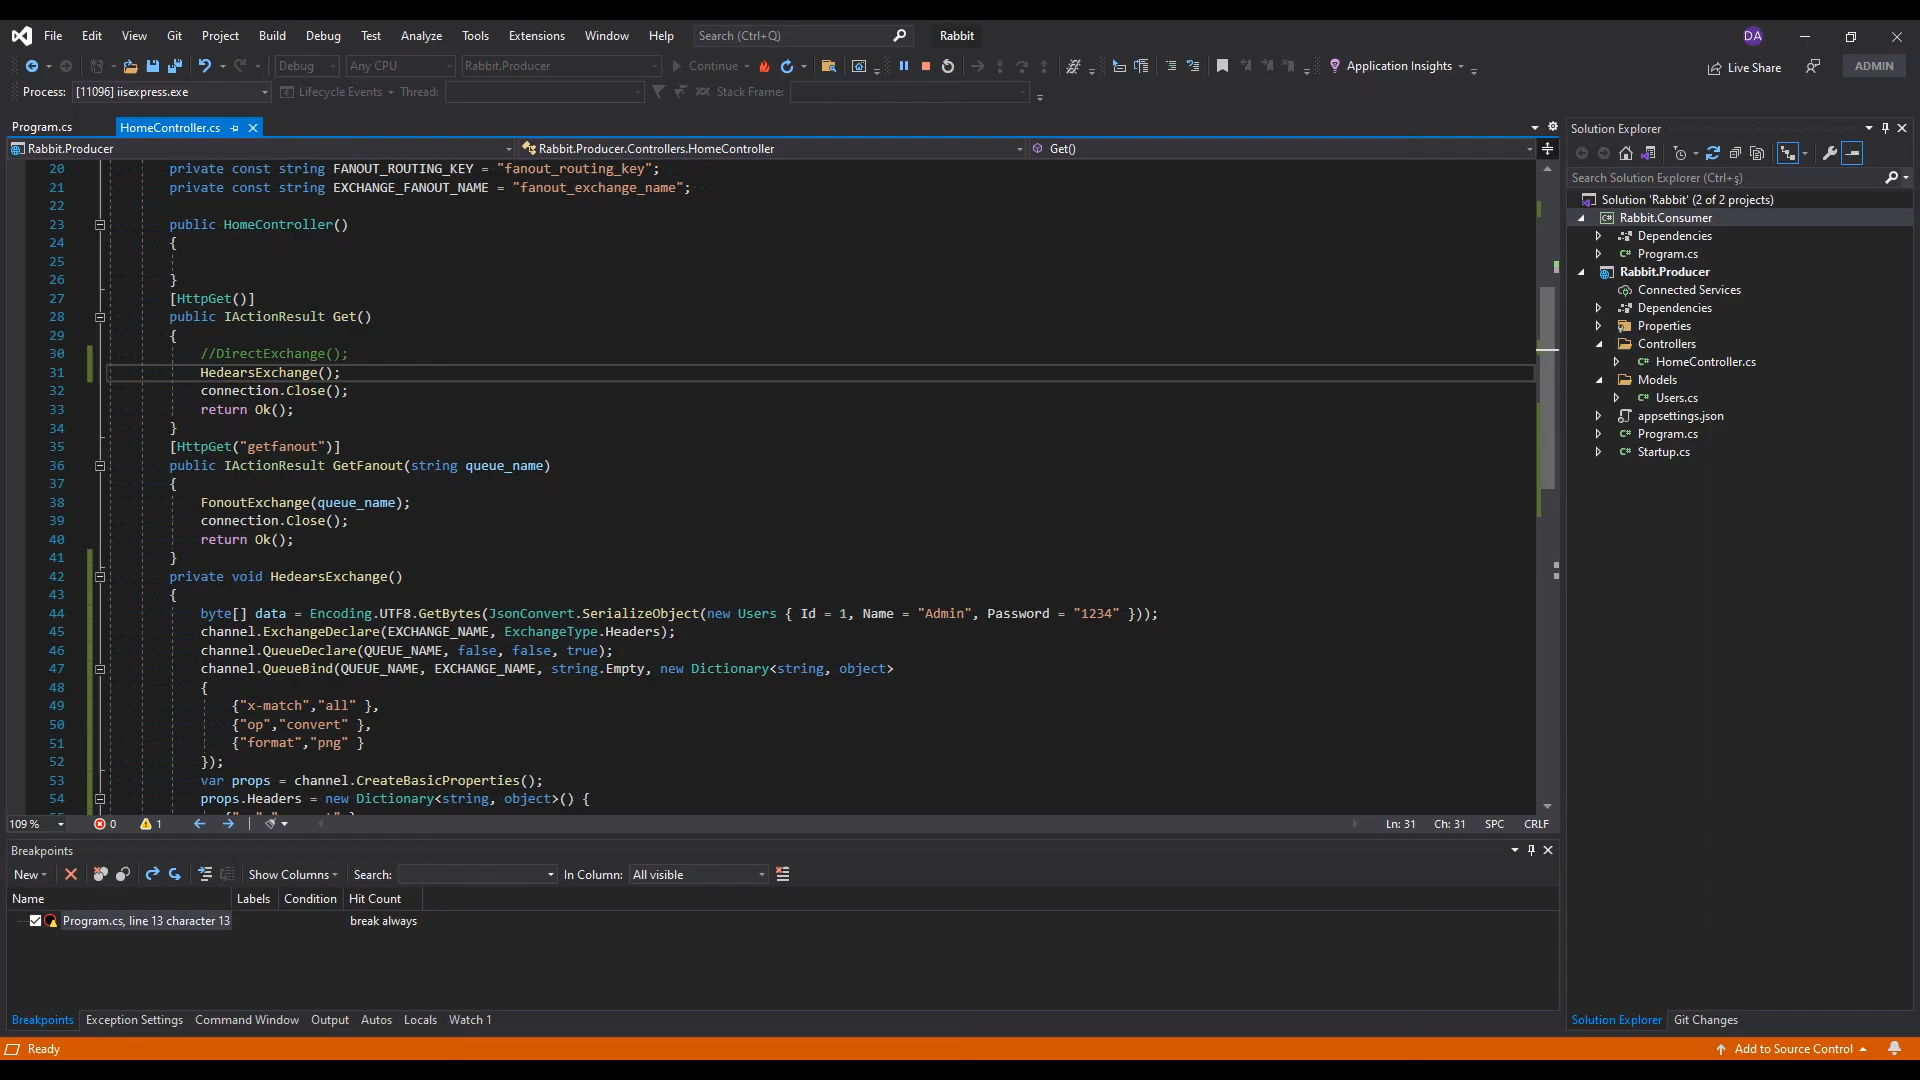 File Edit View Git Project Build Debug Test Analyze Tools Extensions Window Help Search (Ctrl+Q) Rabbit DA
Debug Any CPU Rabbit.Producer Continue Application Insights Live Share ADMIN
Process: [11096] iisexpress.exe Lifecycle Events Thread: Stack Frame:
Program.cs HomeController.cs
Rabbit.Producer Rabbit.Producer.Controllers.HomeController Get()
20 private const string FANOUT_ROUTING_KEY = "fanout_routing_key";
21 private const string EXCHANGE_FANOUT_NAME = "fanout_exchange_name";
22
23 public HomeController()
24 {
25
26 }
27 [HttpGet()]
28 public IActionResult Get()
29 {
30 //DirectExchange();
31 HedearsExchange();
32 connection.Close();
33 return Ok();
34 }
35 [HttpGet("getfanout")]
36 public IActionResult GetFanout(string queue_name)
37 {
38 FonoutExchange(queue_name);
39 connection.Close();
40 return Ok();
41 }
42 private void HedearsExchange()
43 {
44 byte[] data = Encoding.UTF8.GetBytes(JsonConvert.SerializeObject(new Users { Id = 1, Name = "Admin", Password = "1234" }));
45 channel.ExchangeDeclare(EXCHANGE_NAME, ExchangeType.Headers);
46 channel.QueueDeclare(QUEUE_NAME, false, false, true);
47 channel.QueueBind(QUEUE_NAME, EXCHANGE_NAME, string.Empty, new Dictionary<string, object>
48 {
49 {"x-match","all" },
50 {"op","convert" },
51 {"format","png" }
52 });
53 var props = channel.CreateBasicProperties();
54 props.Headers = new Dictionary<string, object>() {
109 % 0 1 Ln: 31 Ch: 31 SPC CRLF
Breakpoints
New Show Columns Search: In Column: All visible
Name Labels Condition Hit Count
Program.cs, line 13 character 13 break always
Breakpoints Exception Settings Command Window Output Autos Locals Watch 1
Solution Explorer
Search Solution Explorer (Ctrl+ş)
Solution 'Rabbit' (2 of 2 projects)
C# Rabbit.Consumer
Dependencies
C# Program.cs
Rabbit.Producer
Connected Services
Dependencies
Properties
Controllers
C# HomeController.cs
Models
C# Users.cs
appsettings.json
C# Program.cs
C# Startup.cs
Solution Explorer Git Changes
Ready Add to Source Control